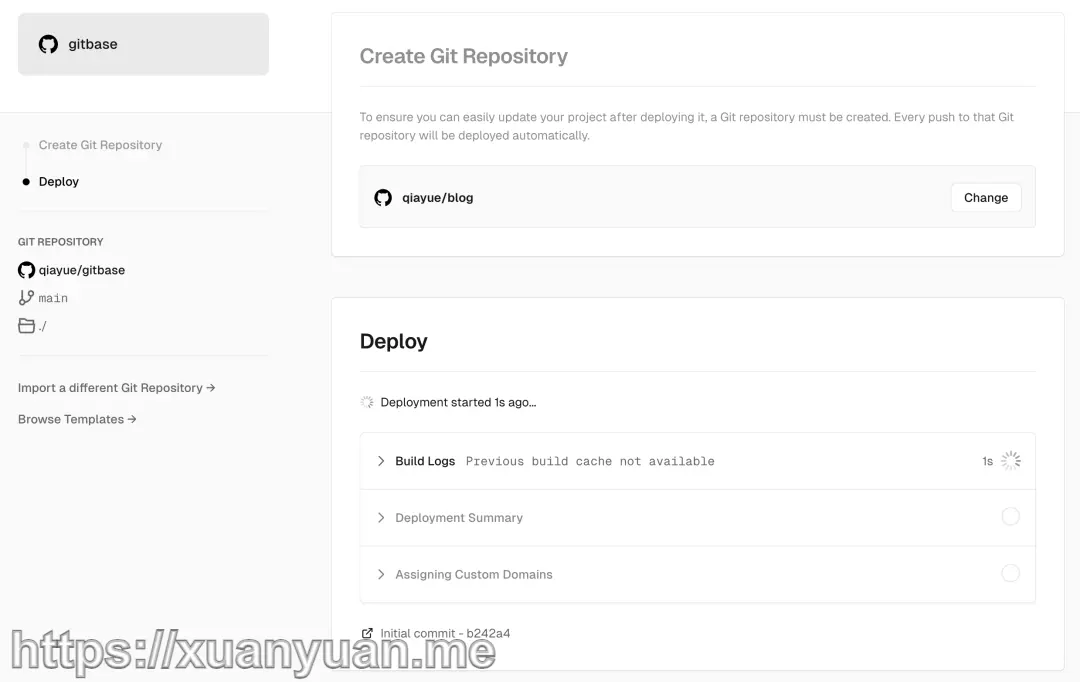 gitbase
Create Git Repository
Deploy
GIT REPOSITORY
qiayue/gitbase
main
./
Import a different Git Repository →
Browse Templates →
Create Git Repository
To ensure you can easily update your project after deploying it, a Git repository must be created. Every push to that Git
repository will be deployed automatically.
qiayue/blog
Change
Deploy
Deployment started 1s ago...
Build Logs Previous build cache not available 1s
Deployment Summary
Assigning Custom Domains
Initial commit - b242a4
https://xuanyuan.me